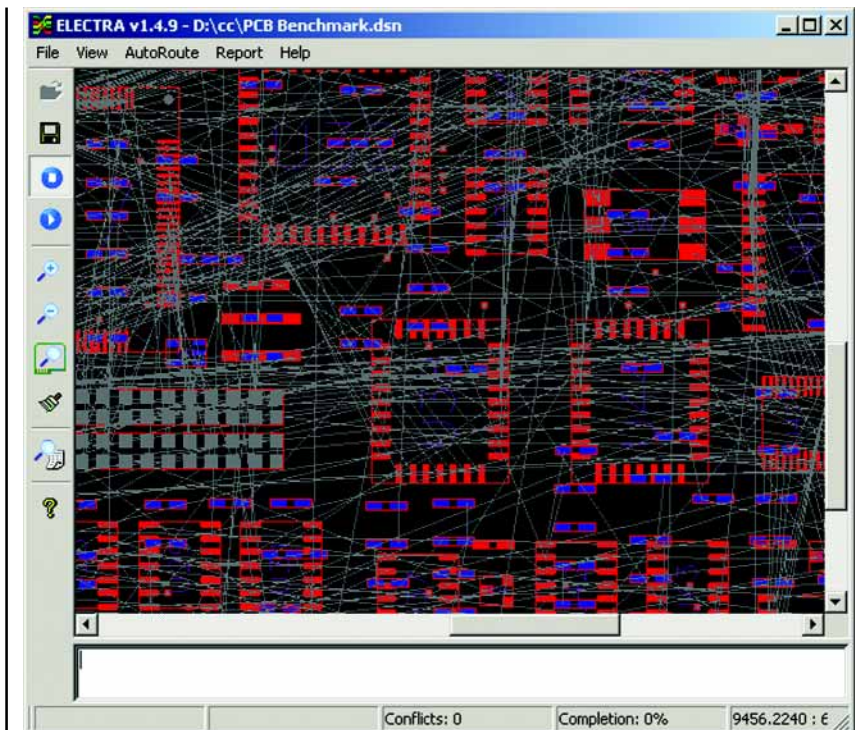 ELECTRA v1.4.9 - D:\cc\PCB Benchmark.dsn
File View AutoRoute Report Help
Conflicts: 0 Completion: 0% 9456.2240 : 6